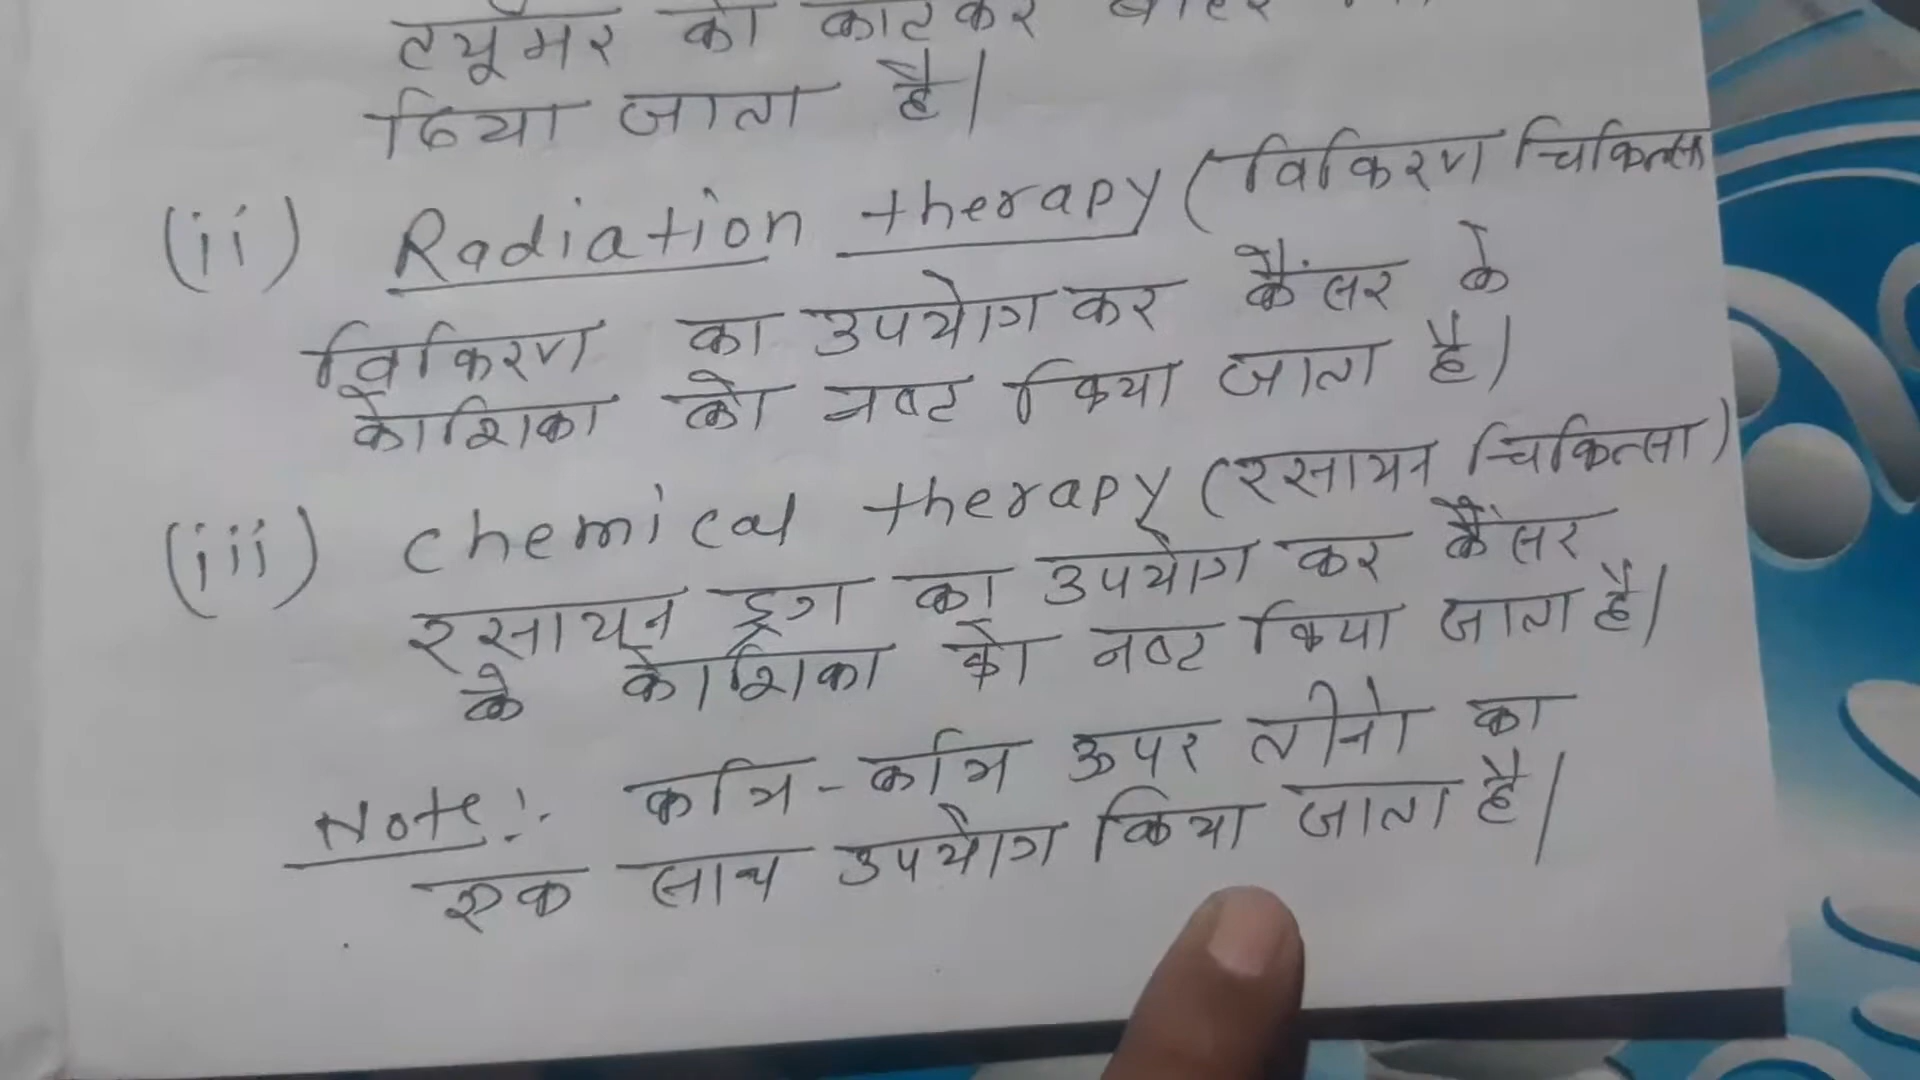 ट्यूमर को काटकर बाहर
दिया जाता है।
(ii) Radiation therapy (विकिरण चिकित्सा
विकिरण का उपयोग कर कैंसर के
कोशिका को नष्ट किया जाता है।
(iii) chemical therapy (रसायन चिकित्सा)
रसायन ड्रग का उपयोग कर कैंसर
के कोशिका को नष्ट किया जाता है।
Note:- कभि-कभि ऊपर तीनो का
एक साथ उपयोग किया जाता है।